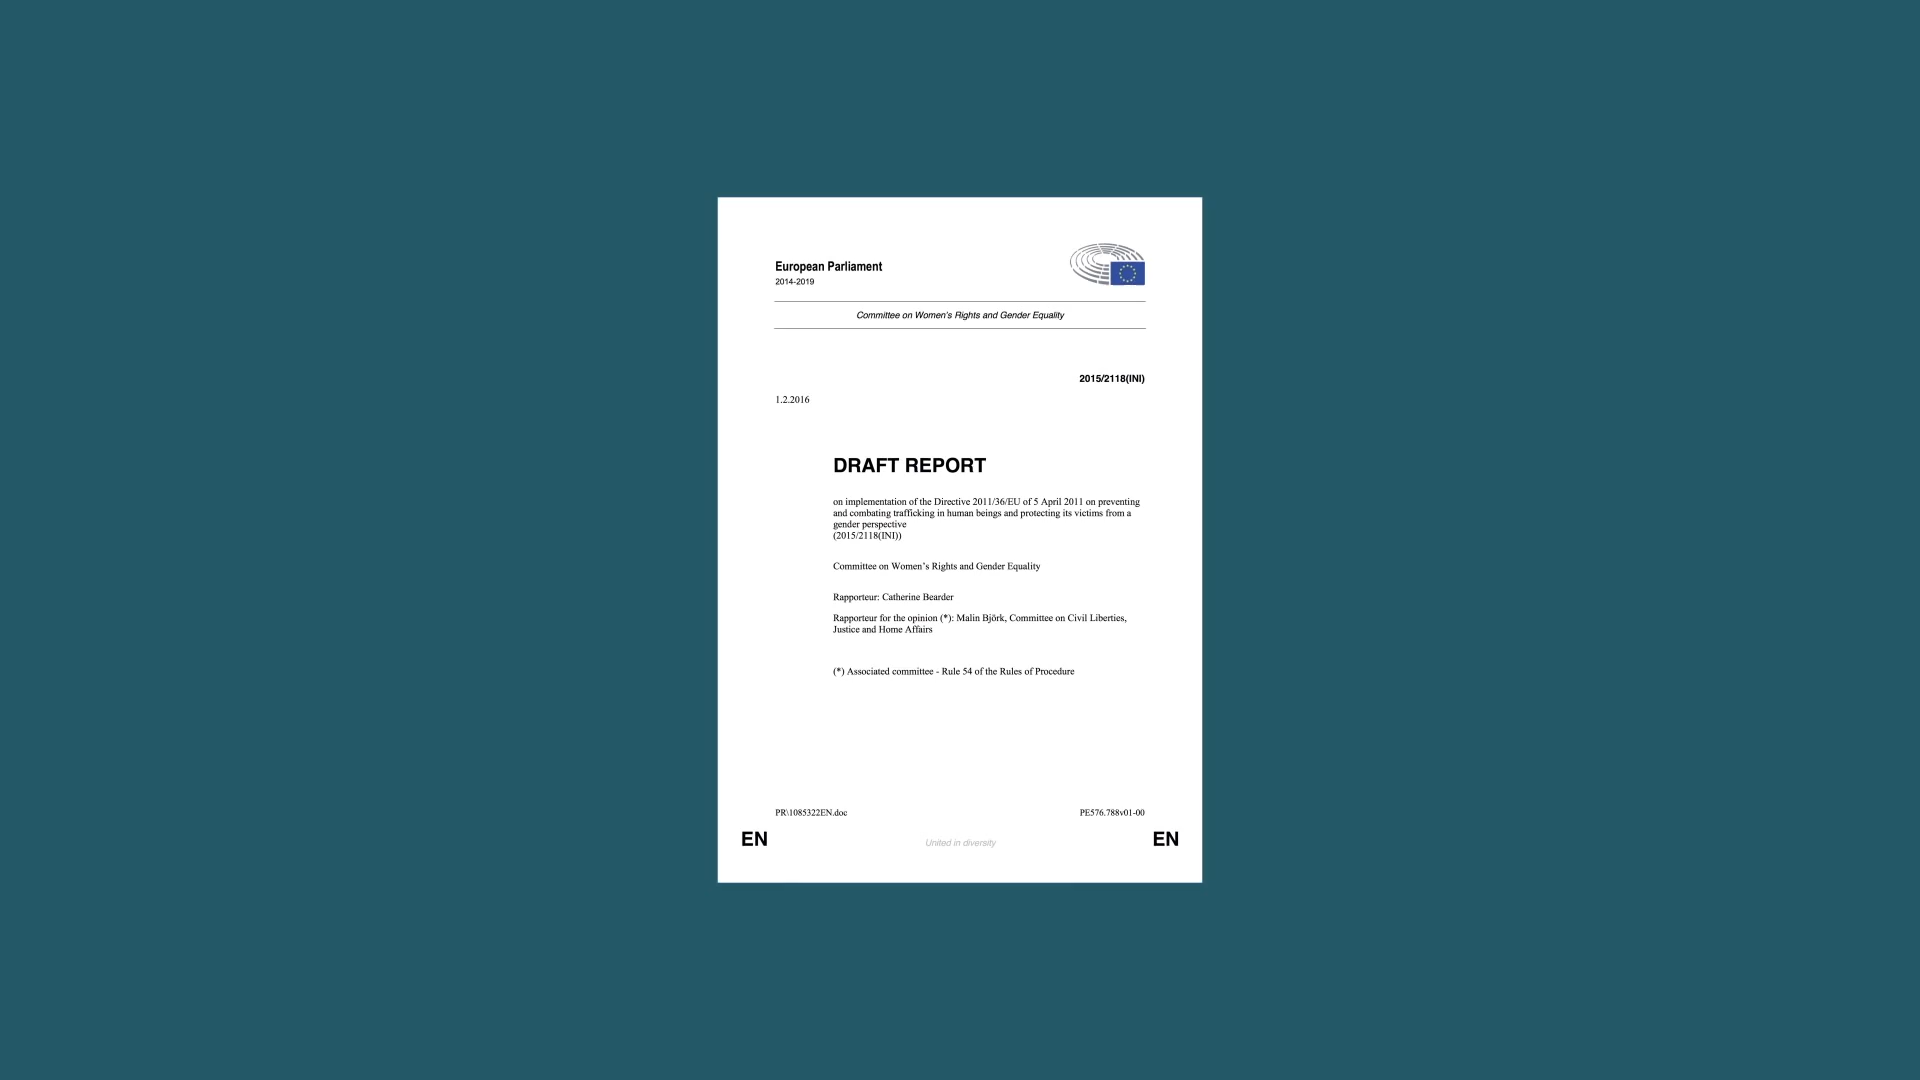 European Parliament
2014-2019
Committee on Women’s Rights and Gender Equality
2015/2118(INI)
1.2.2016
DRAFT REPORT
on implementation of the Directive 2011/36/EU of 5 April 2011 on preventing
and combating trafficking in human beings and protecting its victims from a
gender perspective
(2015/2118(INI))
Committee on Women’s Rights and Gender Equality
Rapporteur: Catherine Bearder
Rapporteur for the opinion (*): Malin Björk, Committee on Civil Liberties,
Justice and Home Affairs
(*) Associated committee - Rule 54 of the Rules of Procedure
PR\1085322EN.doc PE576.788v01-00
EN United in diversity EN